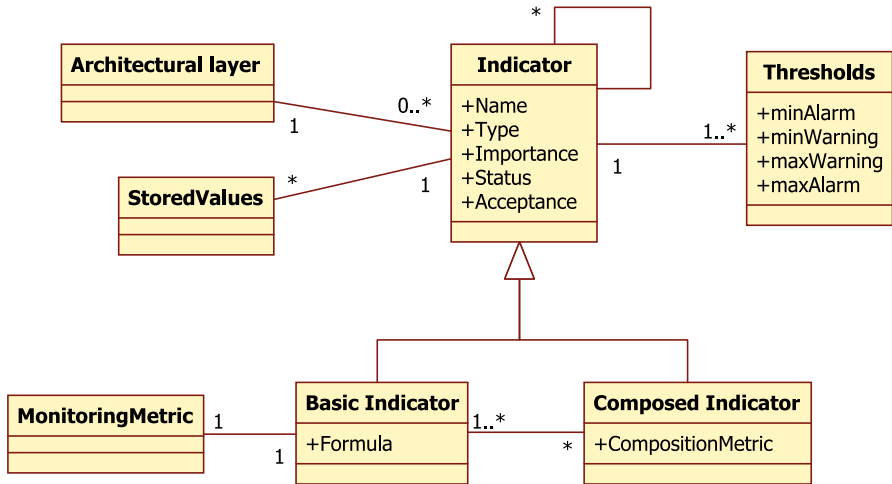 *
Architectural layer
Indicator
Thresholds
+Name
+Type
+Importance
+Status
+Acceptance
+minAlarm
+minWarning
+maxWarning
+maxAlarm
0..*
1
1..*
1
*
1
StoredValues
MonitoringMetric
Basic Indicator
+Formula
Composed Indicator
+CompositionMetric
1
1
1..*
*